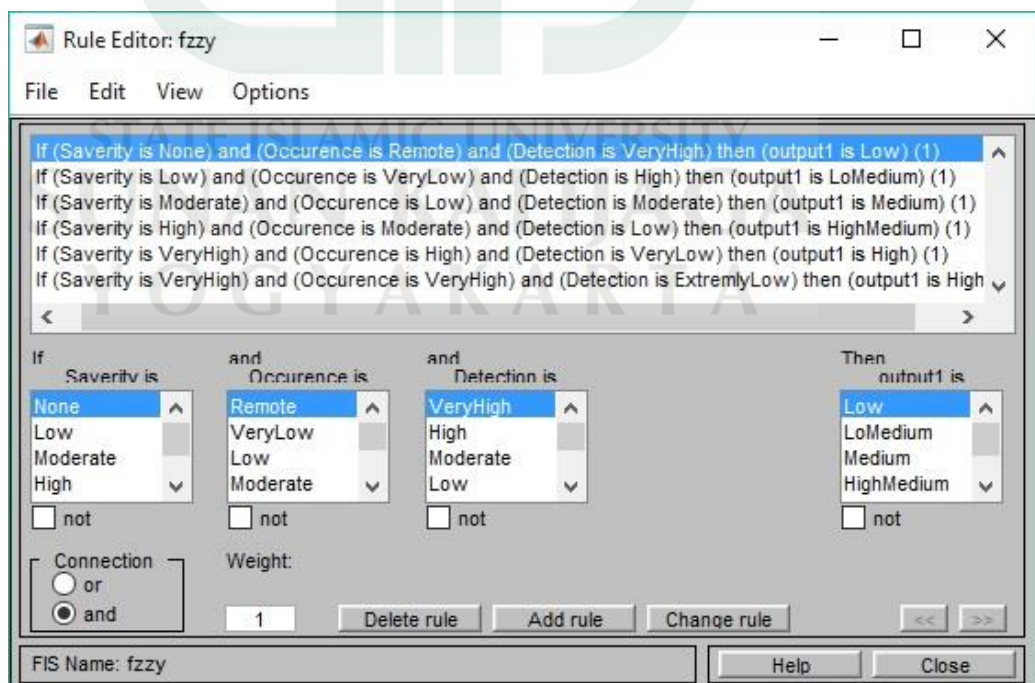 Rule Editor: fzzy
File Edit View Options
STATE ISLAMIC UNIVERSITY
If (Saverity is None) and (Occurence is Remote) and (Detection is VeryHigh) then (output1 is Low) (1)
If (Saverity is Low) and (Occurence is VeryLow) and (Detection is High) then (output1 is LoMedium) (1)
If (Saverity is Moderate) and (Occurence is Low) and (Detection is Moderate) then (output1 is Medium) (1)
SUNAN KALIJAGA
If (Saverity is High) and (Occurence is Moderate) and (Detection is Low) then (output1 is HighMedium) (1)
If (Saverity is VeryHigh) and (Occurence is High) and (Detection is VeryLow) then (output1 is High) (1)
If (Saverity is VeryHigh) and (Occurence is VeryHigh) and (Detection is ExtremlyLow) then (output1 is High
YOGYAKARTA
If and and Then
Saverity is Occurence is Detection is output1 is
None Remote VeryHigh Low
Low VeryLow High LoMedium
Moderate Low Moderate Medium
High Moderate Low HighMedium
not not not not
Connection Weight:
or
and 1 Delete rule Add rule Change rule << >>
FIS Name: fzzy Help Close